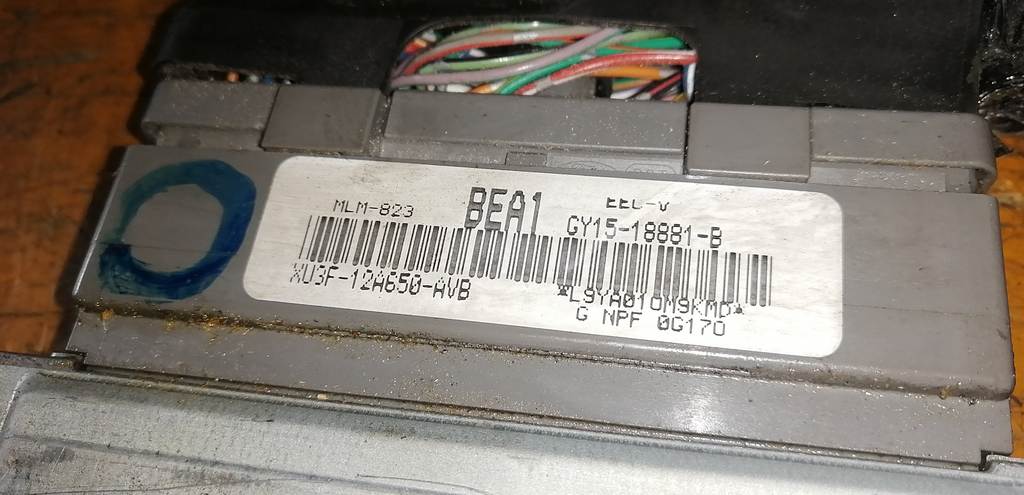 MLM-823 BEA1 EEC-V
GY15-18881-B
XU3F-12A650-AVB *L9YA010M9KMD*
G NPF 0G170